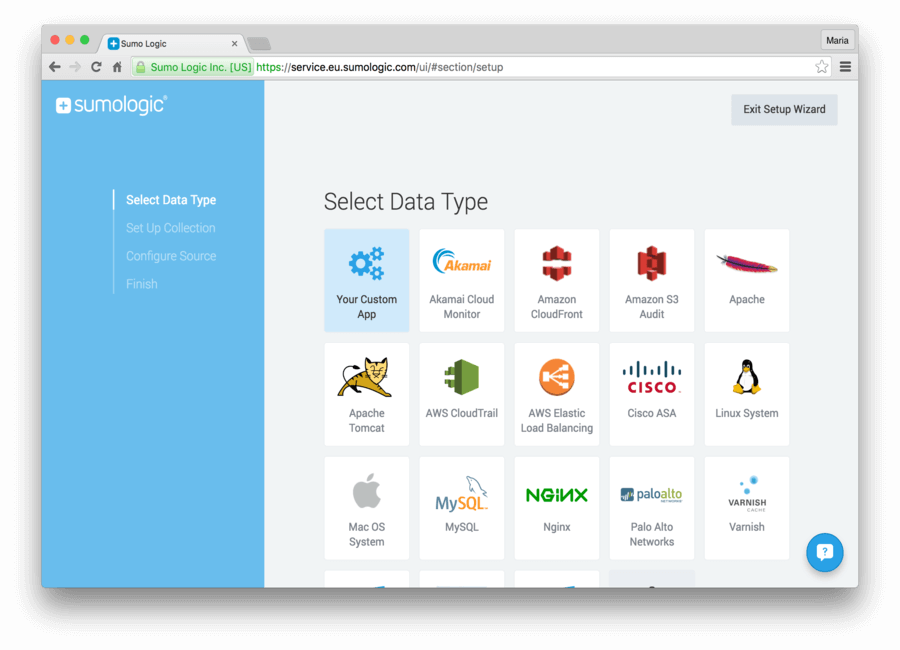 Sumo Logic
Maria
Sumo Logic Inc. [US] https://service.eu.sumologic.com/ui/#section/setup
sumologic®
Exit Setup Wizard
Select Data Type
Set Up Collection
Configure Source
Finish
Select Data Type
Your Custom
App
Akamai
Akamai Cloud
Monitor
Amazon
CloudFront
Amazon S3
Audit
Apache
Apache
Tomcat
AWS CloudTrail
AWS Elastic
Load Balancing
CISCO
Cisco ASA
Linux System
Mac OS
System
MySQL
MySQL
NGiNX
Nginx
paloalto
NETWORKS
Palo Alto
Networks
VARNISH
CACHE
Varnish
?